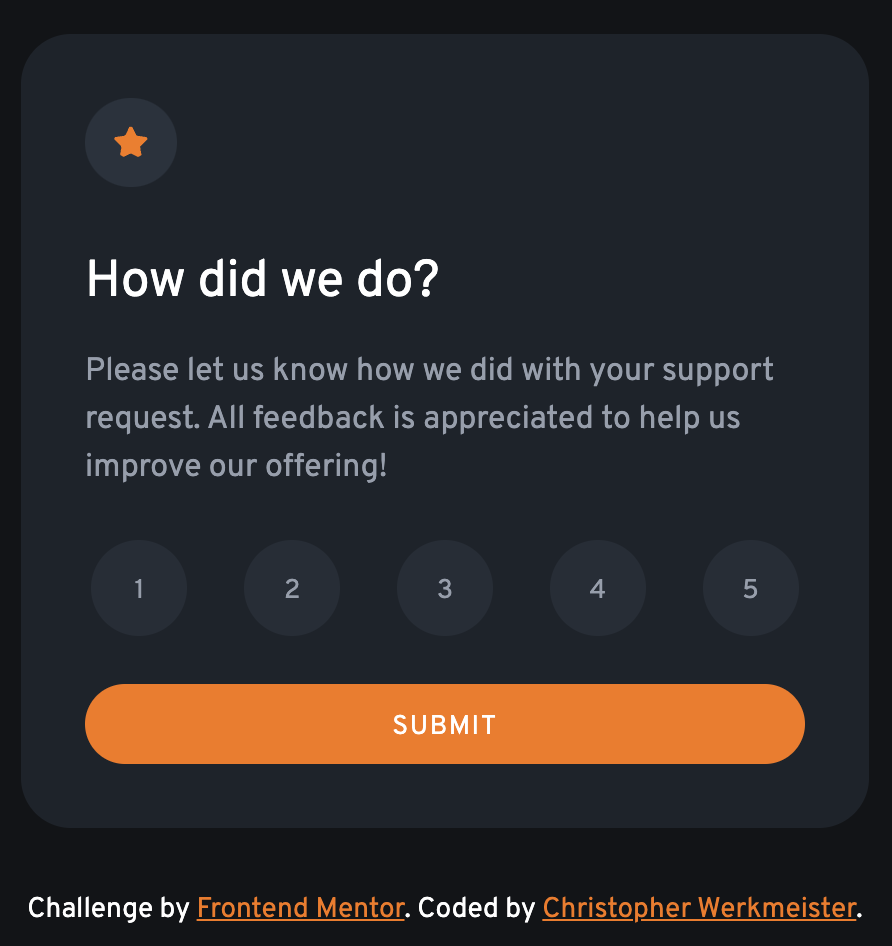 How did we do?
Please let us know how we did with your support
request. All feedback is appreciated to help us
improve our offering!
1 2 3 4 5
SUBMIT
Challenge by Frontend Mentor. Coded by Christopher Werkmeister.